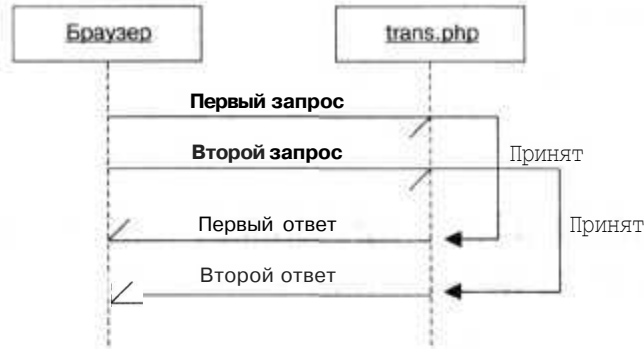 Браузер
trans.php
Первый запрос
Второй запрос
Принят
Первый ответ
Принят
Второй ответ